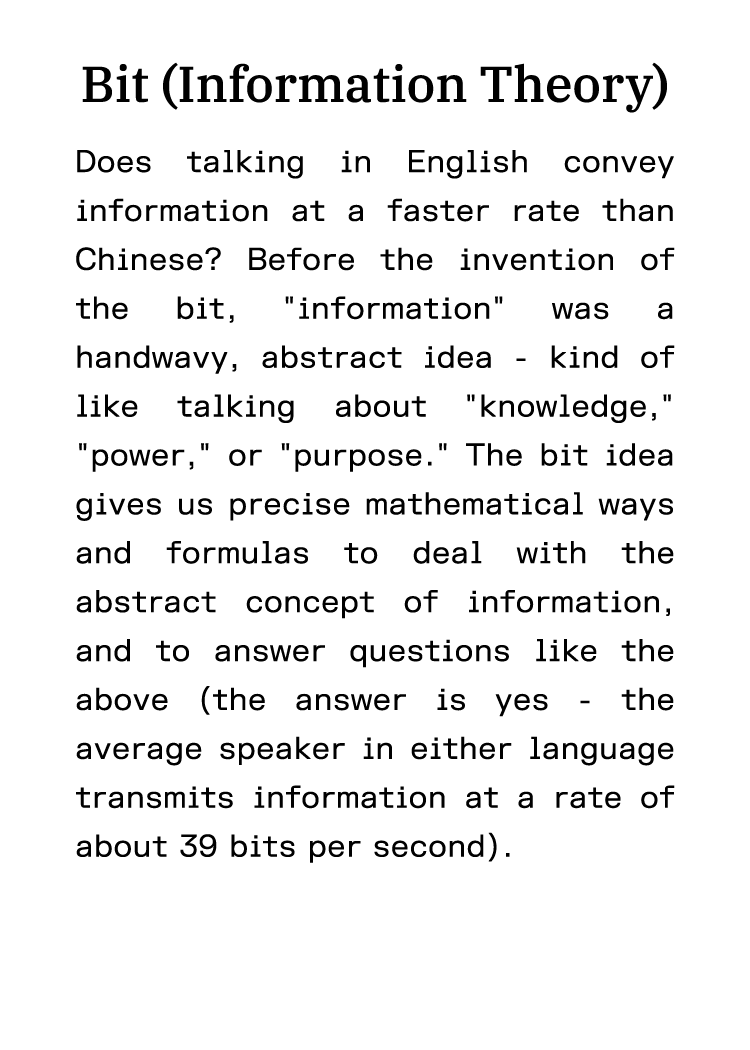 Bit (Information Theory)
Does talking in English convey
information at a faster rate than
Chinese? Before the invention of
the bit, "information" was a
handwavy, abstract idea - kind of
like talking about "knowledge,"
"power," or "purpose." The bit idea
gives us precise mathematical ways
and formulas to deal with the
abstract concept of information,
and to answer questions like the
above (the answer is yes - the
average speaker in either language
transmits information at a rate of
about 39 bits per second).